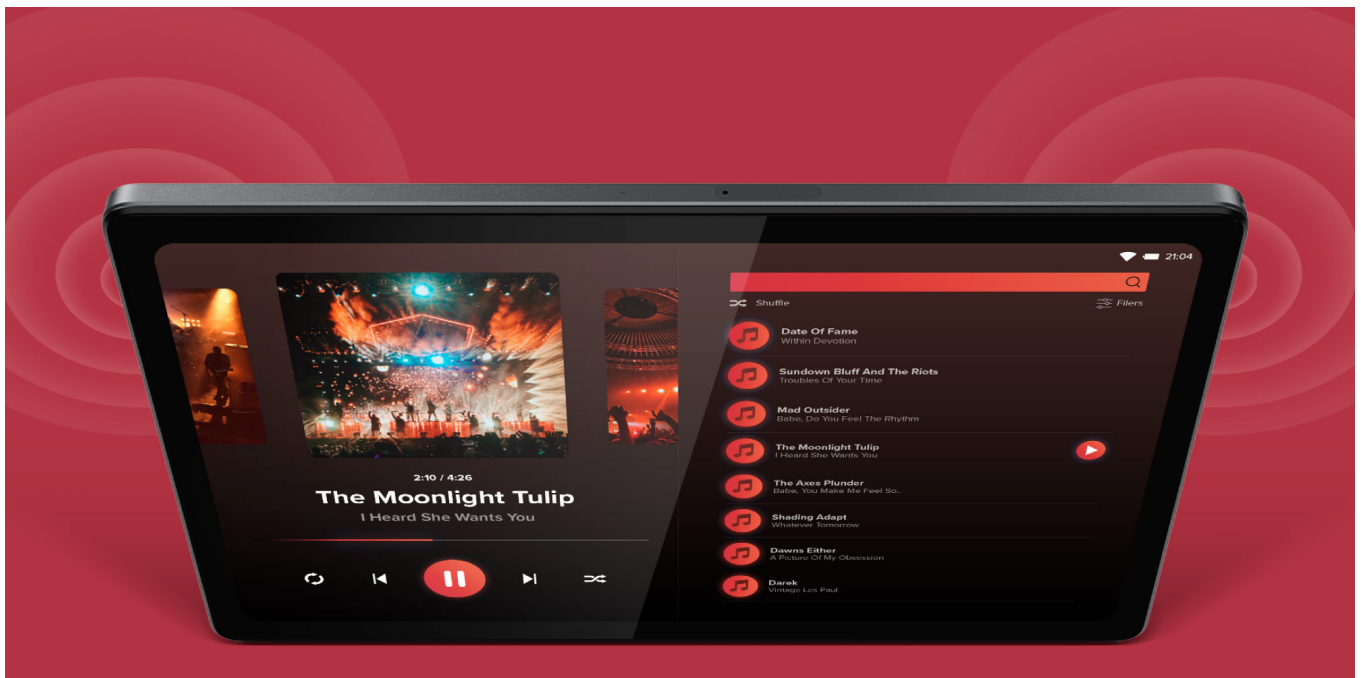 2:10 / 4:26
The Moonlight Tulip
I Heard She Wants You
21:04
Shuffle
Filers
Date Of Fame
Within Devotion
Sundown Bluff And The Riots
Troubles Of Your Time
Mad Outsider
Babe, Do You Feel The Rhythm
The Moonlight Tulip
I Heard She Wants You
The Axes Plunder
Babe, You Make Me Feel So..
Shading Adapt
Whatever Tomorrow
Dawns Either
A Picture Of My Obsession
Darek
Vintage Les Paul